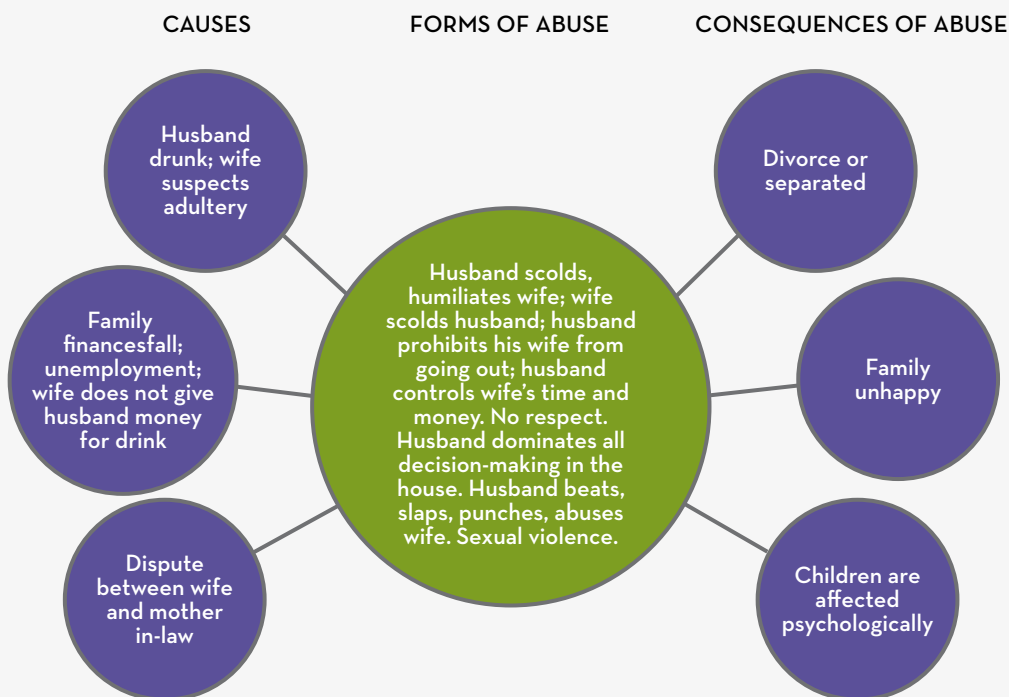 CAUSES
FORMS OF ABUSE
CONSEQUENCES OF ABUSE
Husband
drunk; wife
suspects
adultery
Family
financesfall;
unemployment;
wife does not give
husband money
for drink
Dispute
between wife
and mother
in-law
Husband scolds,
humiliates wife; wife
scolds husband; husband
prohibits his wife from
going out; husband
controls wife's time and
money. No respect.
Husband dominates all
decision-making in the
house. Husband beats,
slaps, punches, abuses
wife. Sexual violence.
Divorce or
separated
Family
unhappy
Children are
affected
psychologically